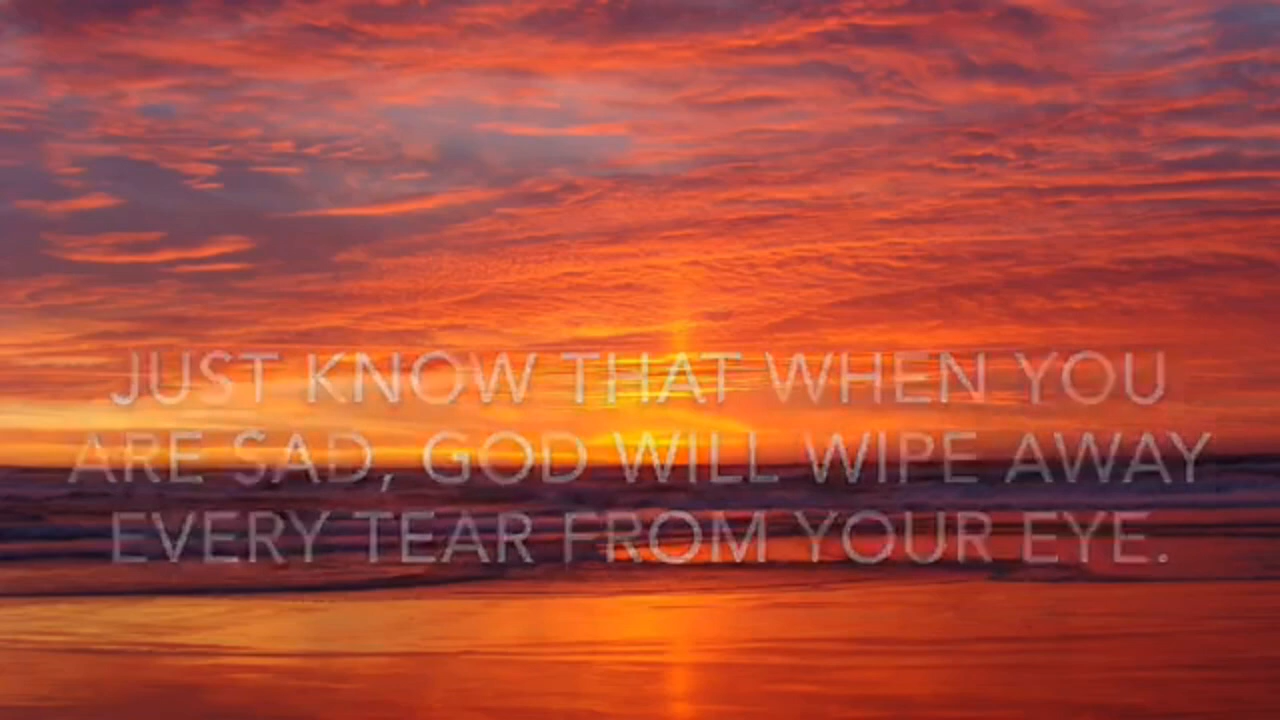 JUST KNOW THAT WHEN YOU
ARE SAD, GOD WILL WIPE AWAY
EVERY TEAR FROM YOUR EYE.